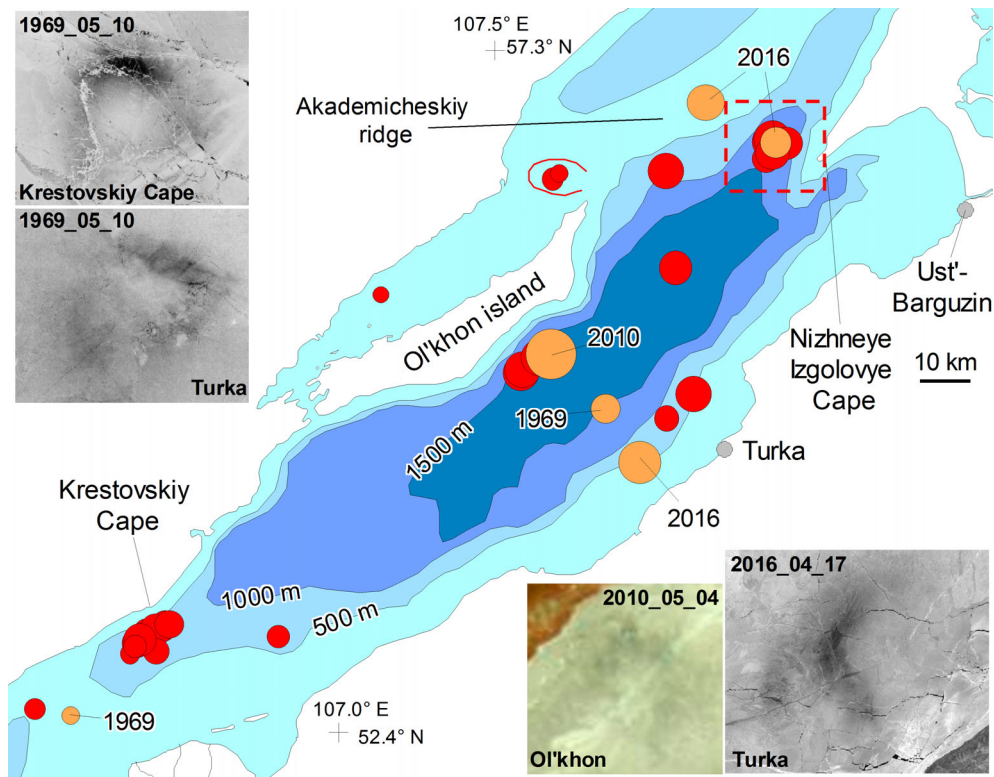 1969_05_10
Krestovskiy Cape
1969_05_10
Turka
107.5° E
57.3° N
2016
Akademicheskiy
ridge
Ust'-
Barguzin
Ol'khon island
2010
Nizhneye
Izgolovye
Cape
10 km
1969
1500 m
Turka
2016
Krestovskiy
Cape
1000 m
500 m
1969
107.0° E
52.4° N
2010_05_04
Ol'khon
2016_04_17
Turka